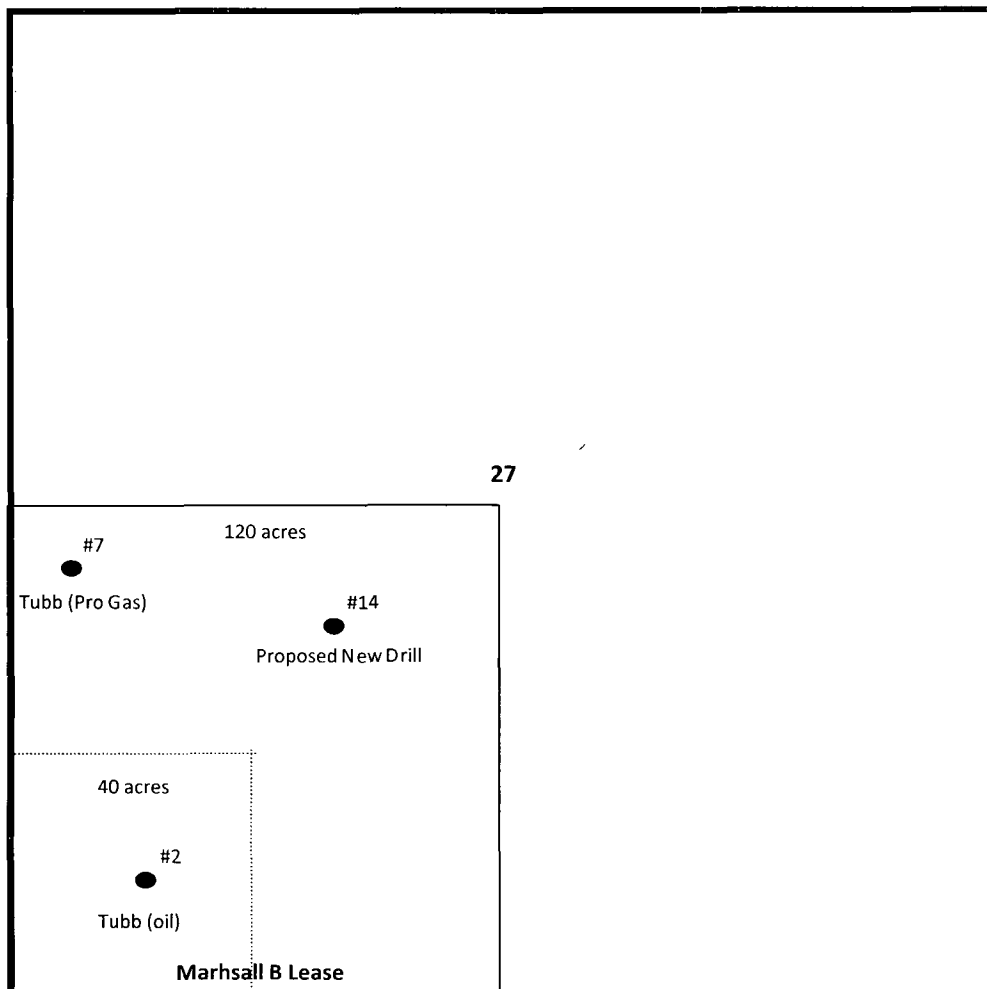 27
120 acres
#7
Tubb (Pro Gas)
#14
Proposed New Drill
40 acres
#2
Tubb (oil)
Marhsall B Lease